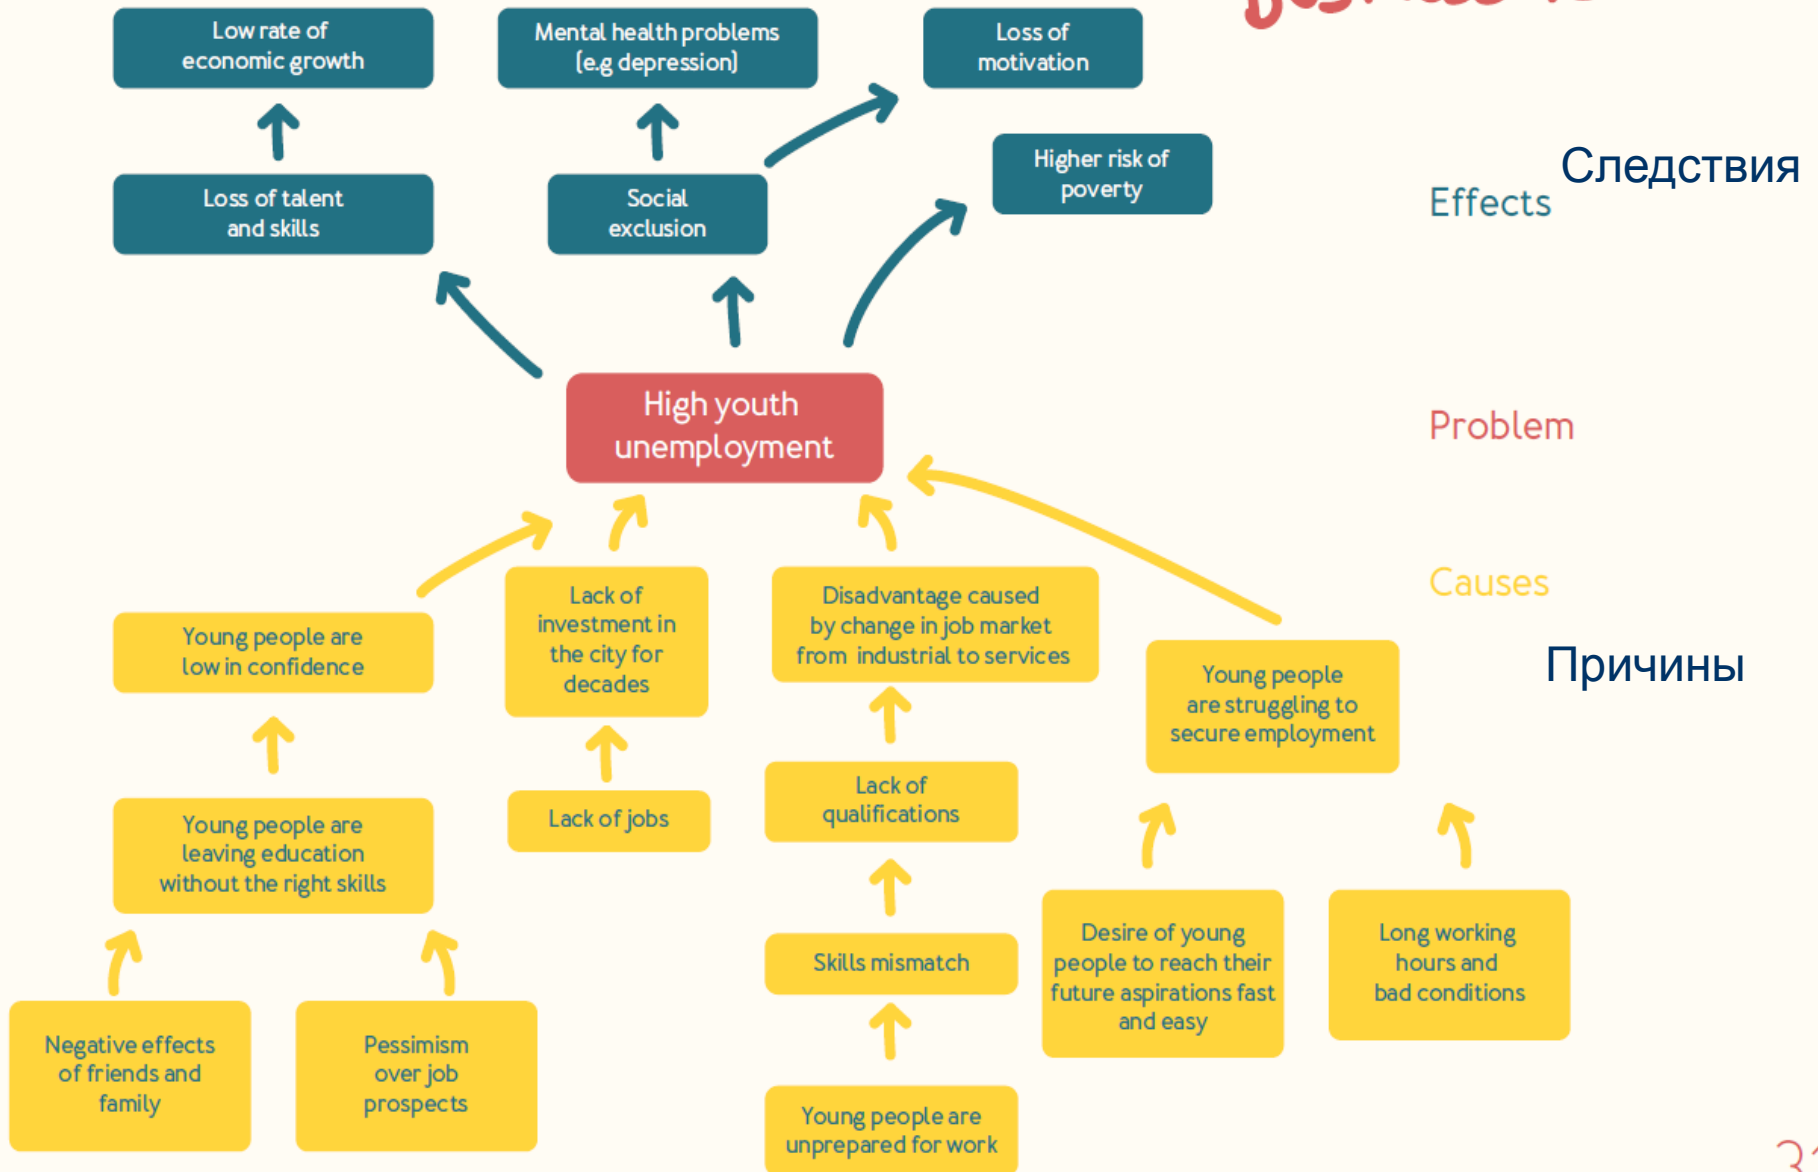 Low rate of
economic growth
Mental health problems
(e.g depression)
Loss of
motivation
Higher risk of
poverty
Следствия
Effects
Loss of talent
and skills
Social
exclusion
High youth
unemployment
Problem
Causes
Причины
Young people are
low in confidence
Lack of
investment in
the city for
decades
Disadvantage caused
by change in job market
from industrial to services
Young people
are struggling to
secure employment
Young people are
leaving education
without the right skills
Lack of jobs
Lack of
qualifications
Skills mismatch
Desire of young
people to reach their
future aspirations fast
and easy
Long working
hours and
bad conditions
Negative effects
of friends and
family
Pessimism
over job
prospects
Young people are
unprepared for work